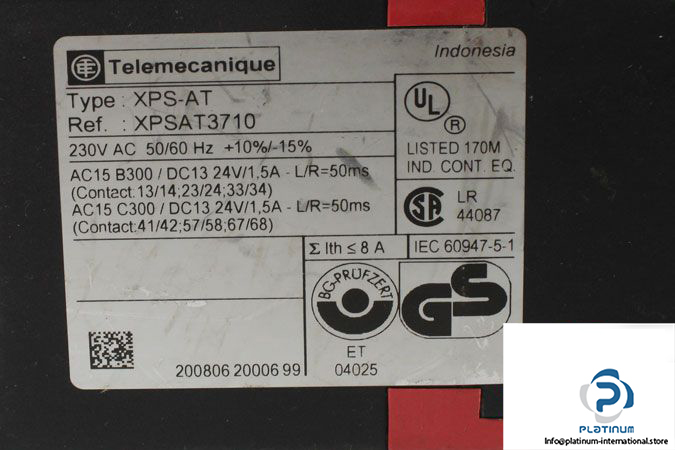 Telemecanique
Indonesia
Type : XPS-AT
Ref. : XPSAT3710
230V AC 50/60 Hz +10%/-15%
AC15 B300 / DC13 24V/1,5A - L/R=50ms
(Contact:13/14;23/24;33/34)
AC15 C300 / DC13 24V/1,5A - L/R=50ms
(Contact:41/42;57/58;67/68)
UL
R
LISTED 170M
IND. CONT. EQ.
SA
LR
44087
Σ Ith ≤ 8 A
IEC 60947-5-1
BG-PRÜFZERT
ET
04025
GS
200806 20006 99
PLATINUM
Info@platinum-international.store